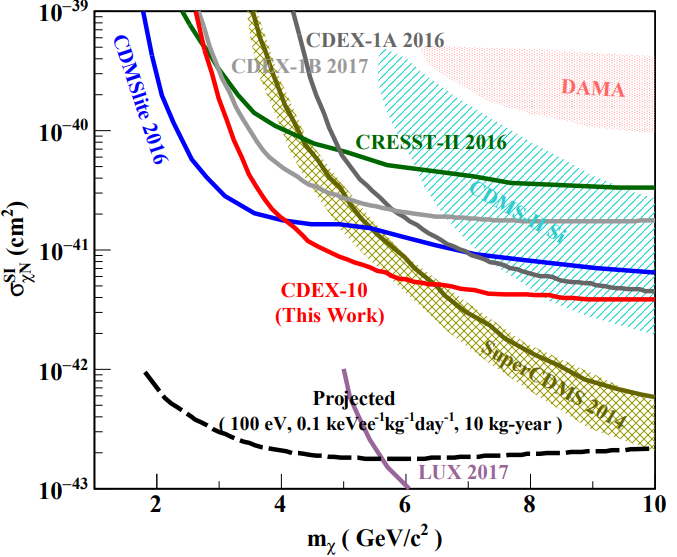 10⁻³⁹
CDEX-1A 2016
CDEX-1B 2017
CDMSlite 2016
DAMA
10⁻⁴⁰
CRESST-II 2016
CDMS-II Si
σ^SI_χN (cm²)
10⁻⁴¹
CDEX-10
(This Work)
10⁻⁴²
SuperCDMS 2014
Projected
( 100 eV, 0.1 keVee⁻¹kg⁻¹day⁻¹, 10 kg-year )
LUX 2017
10⁻⁴³
2 4 6 8 10
mχ ( GeV/c² )